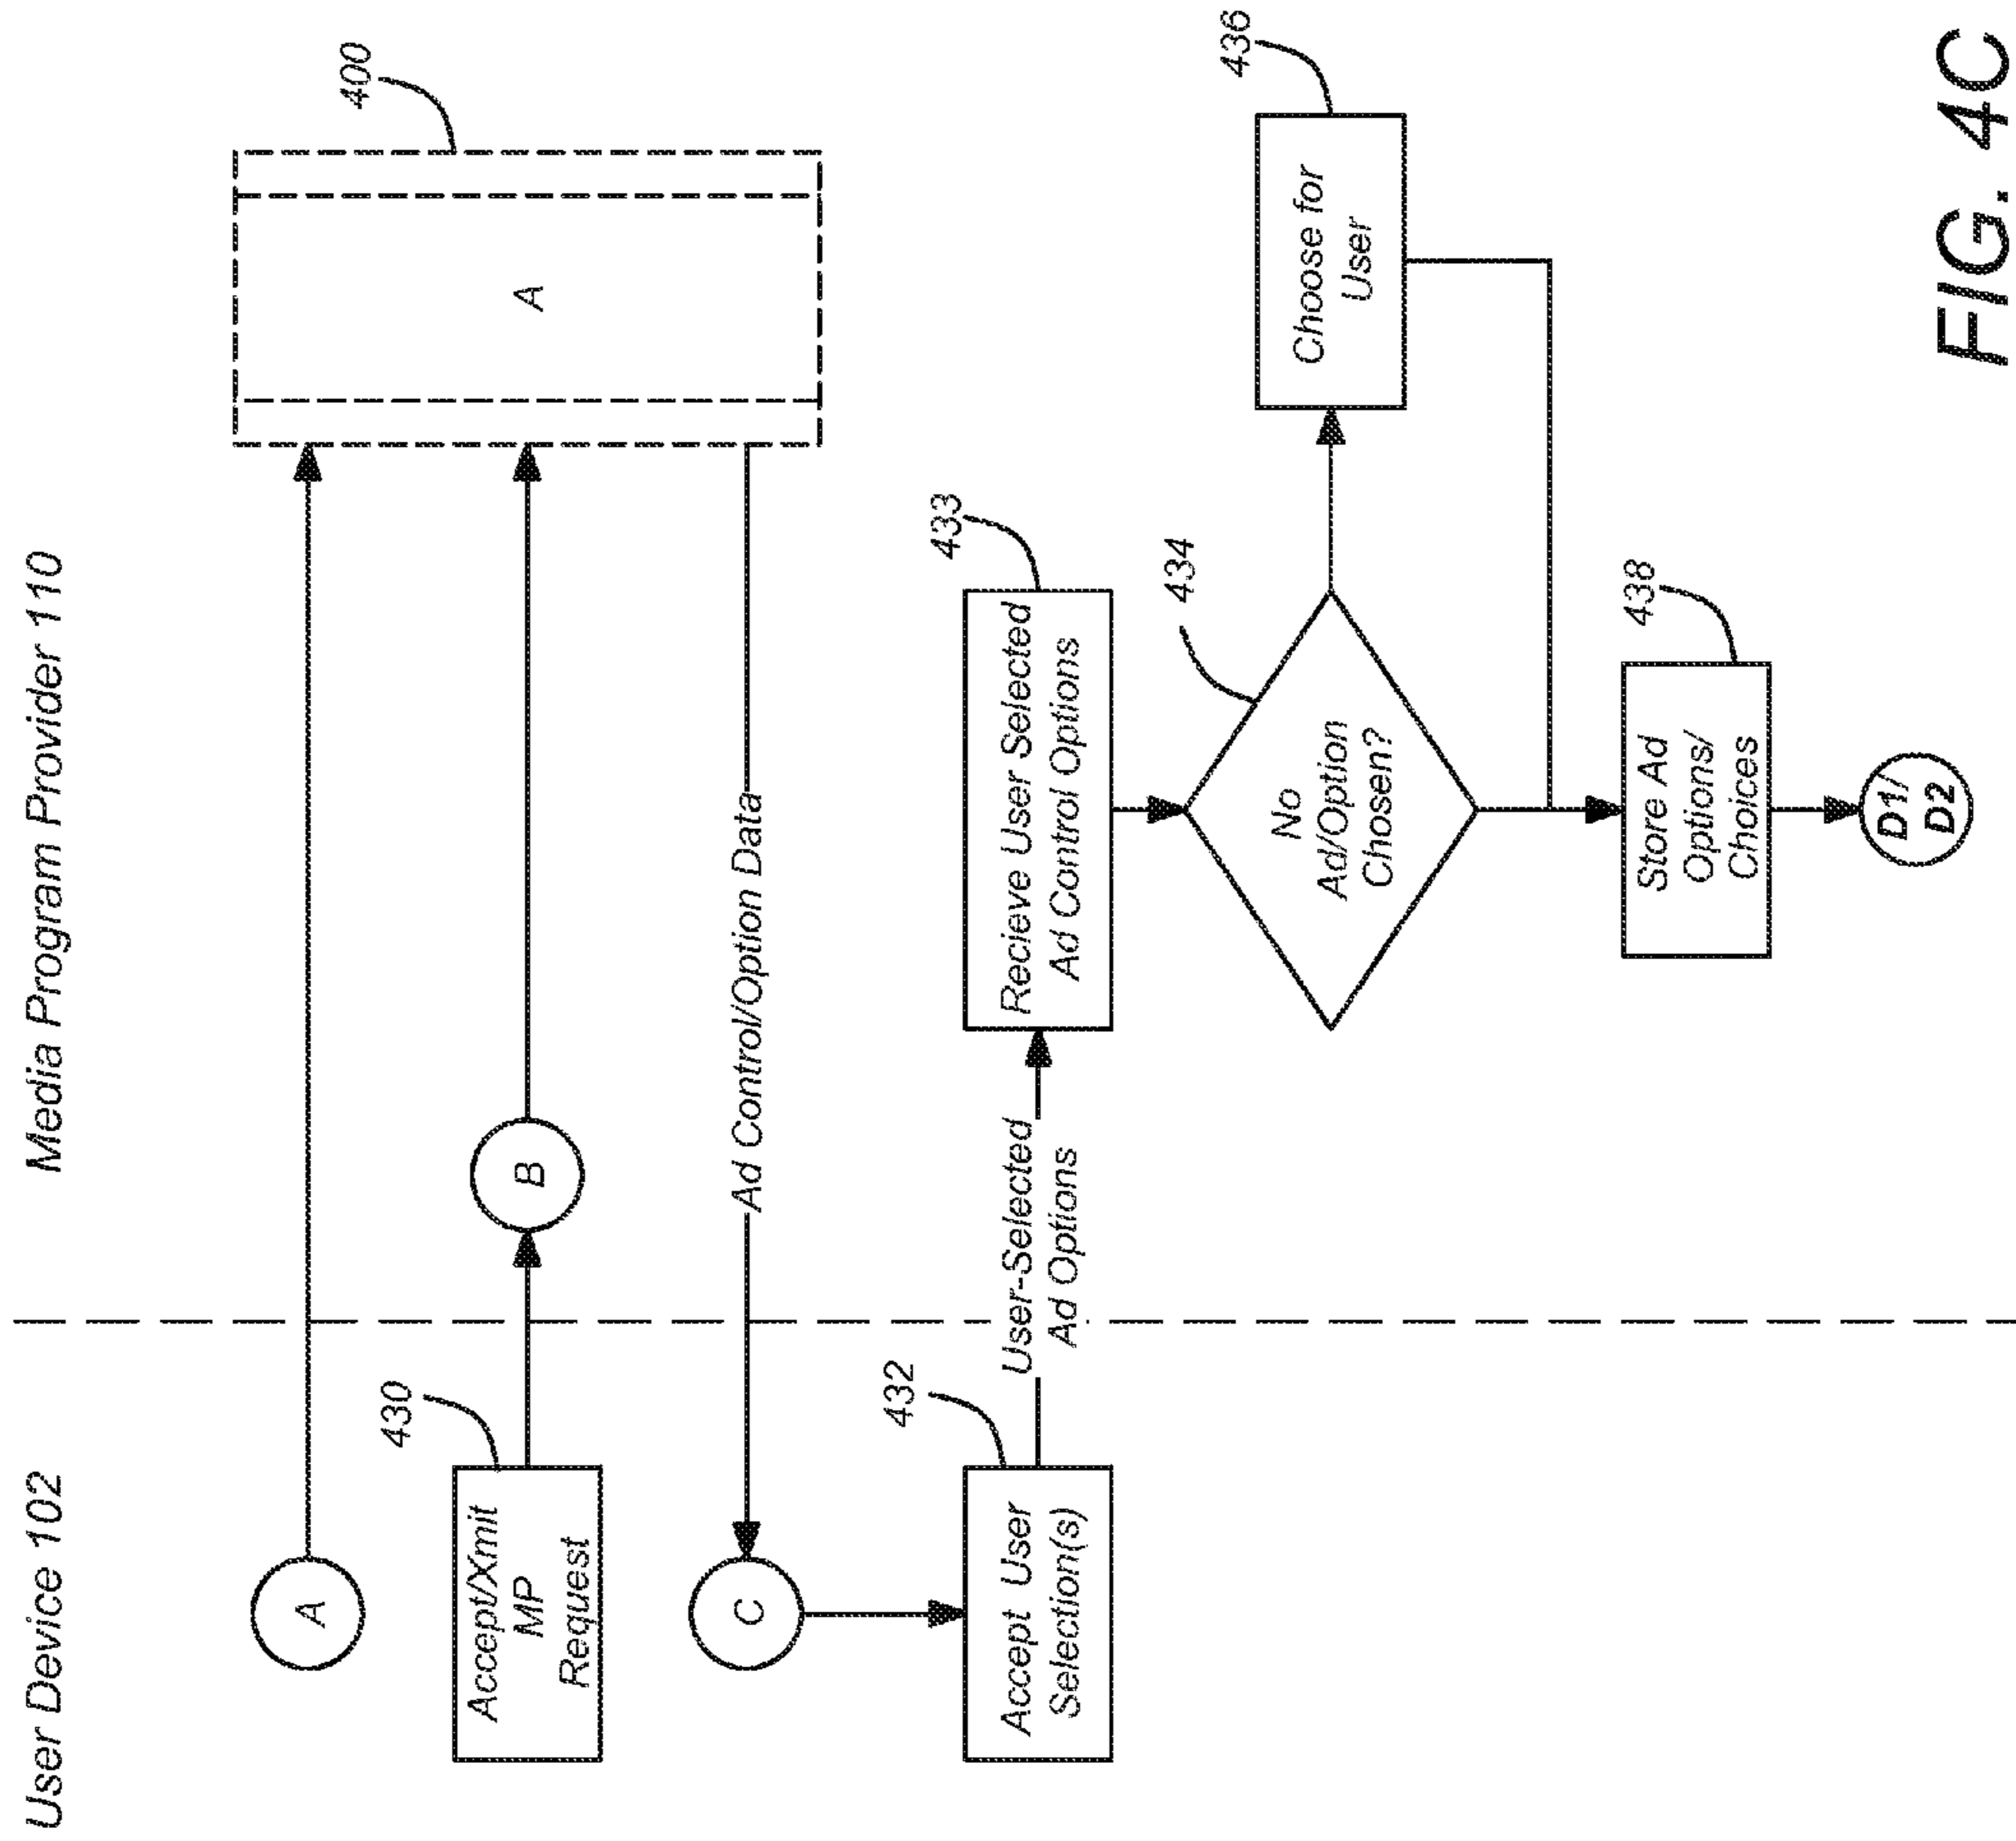 User Device 102
Media Program Provider 110
A
400
A
430
Accept/Xmit
MP
Request
B
C
Ad Control/Option Data
432
Accept User
Selection(s)
User-Selected
Ad Options
433
Recieve User Selected
Ad Control Options
434
No
Ad/Option
Chosen?
436
Choose for
User
438
Store Ad
Options/
Choices
D1/
D2
FIG. 4C